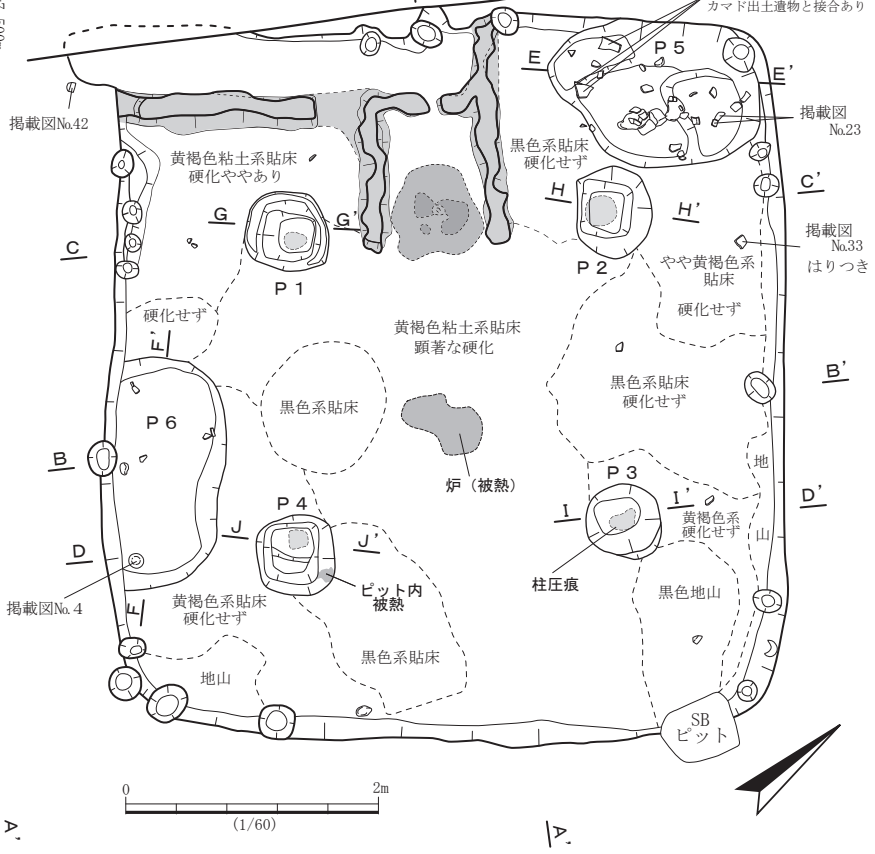 カマド出土遺物と接合あり
P 5
E
E'
掲載図No.42
掲載図
No.23
黄褐色粘土系貼床
硬化ややあり
黒色系貼床
硬化せず
G
G'
H
H'
C'
P 1
P 2
C
掲載図
No.33
はりつき
やや黄褐色系
貼床
硬化せず
硬化せず
F'
黄褐色粘土系貼床
顕著な硬化
B'
黒色系貼床
黒色系貼床
硬化せず
P 6
B
炉（被熱）
地
山
P 3
P 4
I
I'
D'
J
J'
黄褐色系
硬化せず
D
柱圧痕
ピット内
被熱
掲載図No.4
F
黄褐色系貼床
硬化せず
黒色地山
黒色系貼床
地山
SB
ピット
0
2m
(1/60)
A'
A'